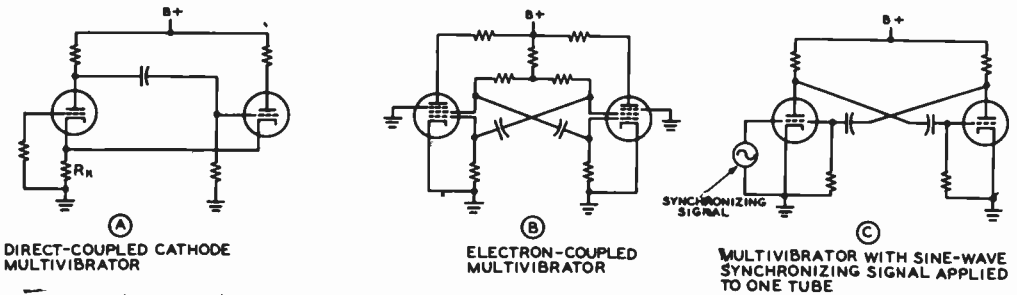 B+
R K
A
DIRECT-COUPLED CATHODE
MULTIVIBRATOR
B+
B
ELECTRON-COUPLED
MULTIVIBRATOR
B+
SYNCHRONIZING
SIGNAL
C
MULTIVIBRATOR WITH SINE-WAVE
SYNCHRONIZING SIGNAL APPLIED
TO ONE TUBE